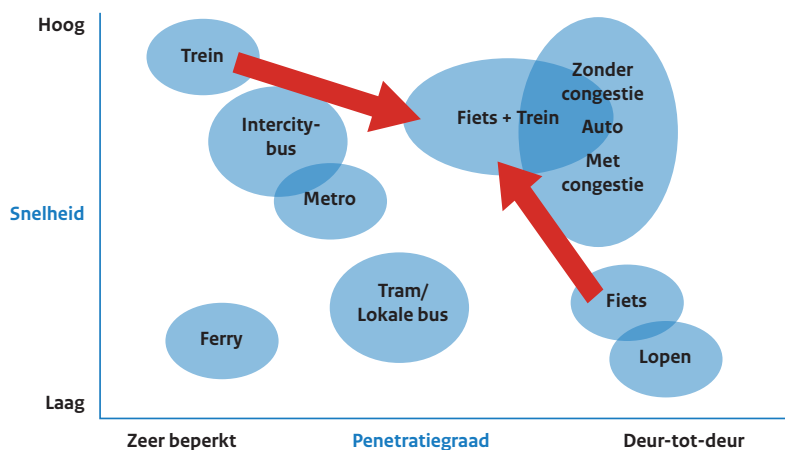 Hoog
Trein
Zonder
congestie
Fiets + Trein
Auto
Intercity-
bus
Met
congestie
Metro
Snelheid
Tram/
Lokale bus
Fiets
Ferry
Lopen
Laag
Zeer beperkt
Penetratiegraad
Deur-tot-deur